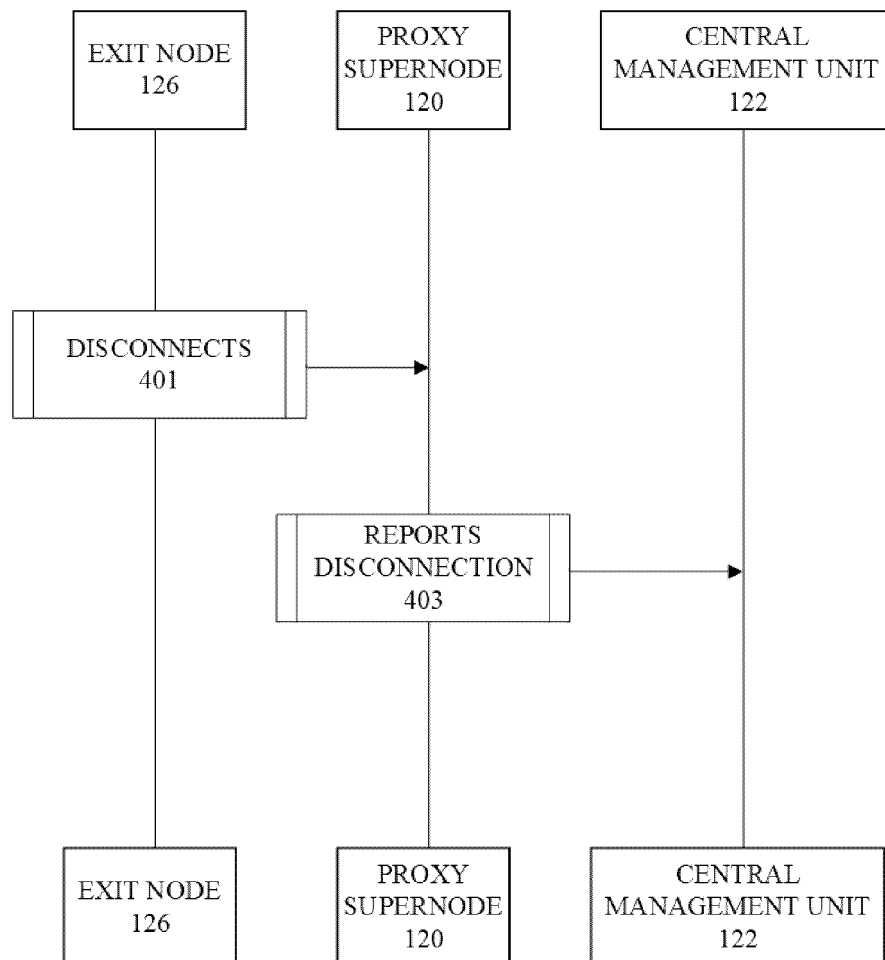 EXIT NODE
126
PROXY
SUPERNODE
120
CENTRAL
MANAGEMENT UNIT
122
DISCONNECTS
401
REPORTS
DISCONNECTION
403
EXIT NODE
126
PROXY
SUPERNODE
120
CENTRAL
MANAGEMENT UNIT
122